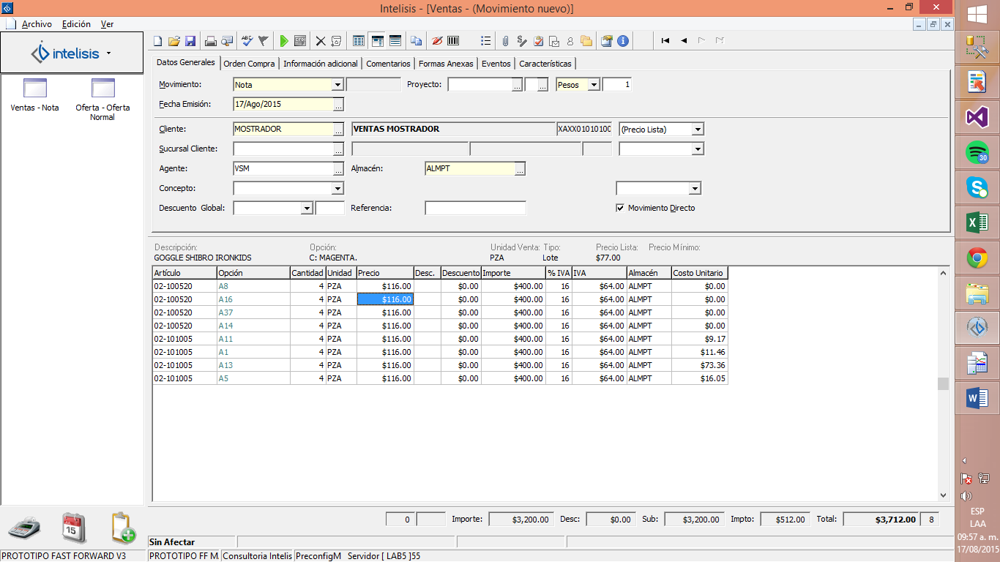 Intelisis - [Ventas - (Movimiento nuevo)]
Archivo Edición Ver
intelisis
Ventas - Nota
Oferta - Oferta Normal
Datos Generales Orden Compra Información adicional Comentarios Formas Anexas Eventos Características
Movimiento: Nota Proyecto: Pesos 1
Fecha Emisión: 17/Ago/2015
Cliente: MOSTRADOR VENTAS MOSTRADOR XAXX01010100 (Precio Lista)
Sucursal Cliente:
Agente: VSM Almacén: ALMPT
Concepto:
Descuento Global: Referencia: Movimiento Directo
Descripción: Opción: Unidad Venta: Tipo: Precio Lista: Precio Mínimo:
GOGGLE SHIBRO IRONKIDS C: MAGENTA. PZA Lote $77.00
Artículo Opción Cantidad Unidad Precio Desc. Descuento Importe % IVA IVA Almacén Costo Unitario
02-100520 A8 4 PZA $116.00 $0.00 $400.00 16 $64.00 ALMPT $0.00
02-100520 A16 4 PZA $116.00 $0.00 $400.00 16 $64.00 ALMPT $0.00
02-100520 A37 4 PZA $116.00 $0.00 $400.00 16 $64.00 ALMPT $0.00
02-100520 A14 4 PZA $116.00 $0.00 $400.00 16 $64.00 ALMPT $0.00
02-101005 A11 4 PZA $116.00 $0.00 $400.00 16 $64.00 ALMPT $9.17
02-101005 A1 4 PZA $116.00 $0.00 $400.00 16 $64.00 ALMPT $11.46
02-101005 A13 4 PZA $116.00 $0.00 $400.00 16 $64.00 ALMPT $73.36
02-101005 A5 4 PZA $116.00 $0.00 $400.00 16 $64.00 ALMPT $16.05
0 Importe: $3,200.00 Desc: $0.00 Sub: $3,200.00 Impto: $512.00 Total: $3,712.00 8
Sin Afectar
PROTOTIPO FAST FORWARD V3 PROTOTIPO FF M. Consultoria Intelis PreconfigM Servidor [ LAB5 ]55
15
30
ESP
LAA
09:57 a. m.
17/08/2015